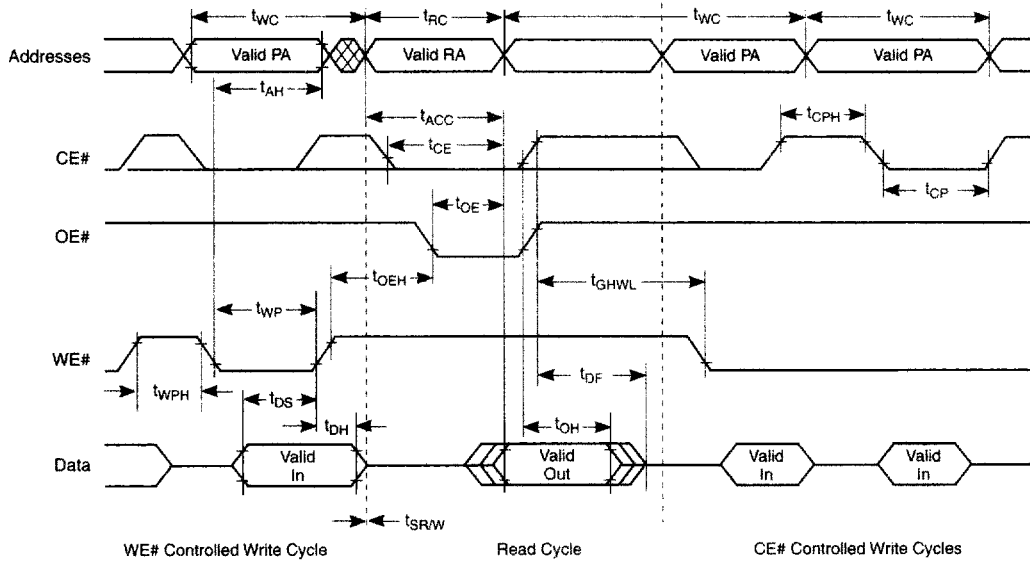 tWC tRC tWC tWC
Addresses Valid PA Valid RA Valid PA Valid PA
tAH
tACC tCPH
CE# tCE
tCP
tOE
OE#
tOEH tGHWL
tWP
WE#
tWPH tDS tDF
tDH tOH
Data Valid In Valid Out Valid In Valid In
tSR/W
WE# Controlled Write Cycle Read Cycle CE# Controlled Write Cycles